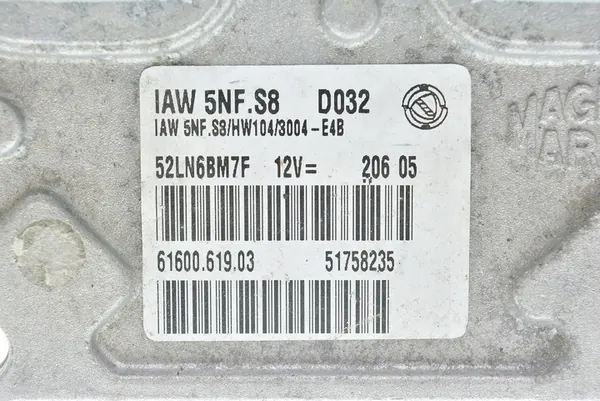 IAW 5NF.S8 D032
IAW 5NF.S8/HW104/3004-E4B
52LN6BM7F 12V= 206 05
61600.619.03 51758235
MAG
MAR